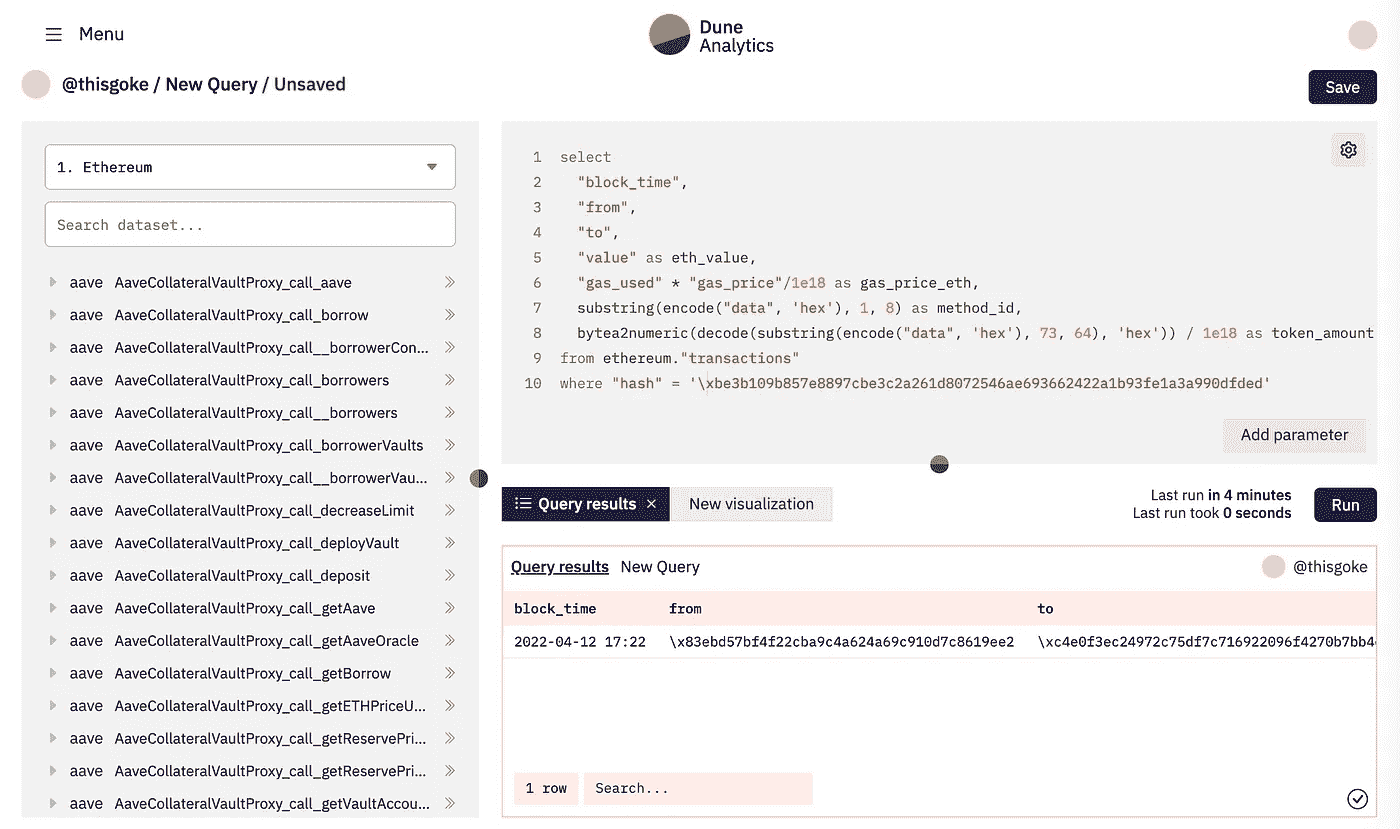 Menu
Dune
Analytics
@thisgoke / New Query / Unsaved
Save
1. Ethereum
Search dataset...
aave AaveCollateralVaultProxy_call_aave
aave AaveCollateralVaultProxy_call_borrow
aave AaveCollateralVaultProxy_call__borrowerCon...
aave AaveCollateralVaultProxy_call_borrowers
aave AaveCollateralVaultProxy_call__borrowers
aave AaveCollateralVaultProxy_call_borrowerVaults
aave AaveCollateralVaultProxy_call__borrowerVau...
aave AaveCollateralVaultProxy_call_decreaseLimit
aave AaveCollateralVaultProxy_call_deployVault
aave AaveCollateralVaultProxy_call_deposit
aave AaveCollateralVaultProxy_call_getAave
aave AaveCollateralVaultProxy_call_getAaveOracle
aave AaveCollateralVaultProxy_call_getBorrow
aave AaveCollateralVaultProxy_call_getETHPriceU...
aave AaveCollateralVaultProxy_call_getReservePri...
aave AaveCollateralVaultProxy_call_getReservePri...
aave AaveCollateralVaultProxy_call_getVaultAccou...
1 select
2 "block_time",
3 "from",
4 "to",
5 "value" as eth_value,
6 "gas_used" * "gas_price"/1e18 as gas_price_eth,
7 substring(encode("data", 'hex'), 1, 8) as method_id,
8 bytea2numeric(decode(substring(encode("data", 'hex'), 73, 64), 'hex')) / 1e18 as token_amount
9 from ethereum."transactions"
10 where "hash" = '\xbe3b109b857e8897cbe3c2a261d8072546ae693662422a1b93fe1a3a990dfded'
Add parameter
Query results ×
New visualization
Last run in 4 minutes
Last run took 0 seconds
Run
Query results New Query
@thisgoke
block_time from to
2022-04-12 17:22 \x83ebd57bf4f22cba9c4a624a69c910d7c8619ee2 \xc4e0f3ec24972c75df7c716922096f4270b7bb4
1 row
Search...